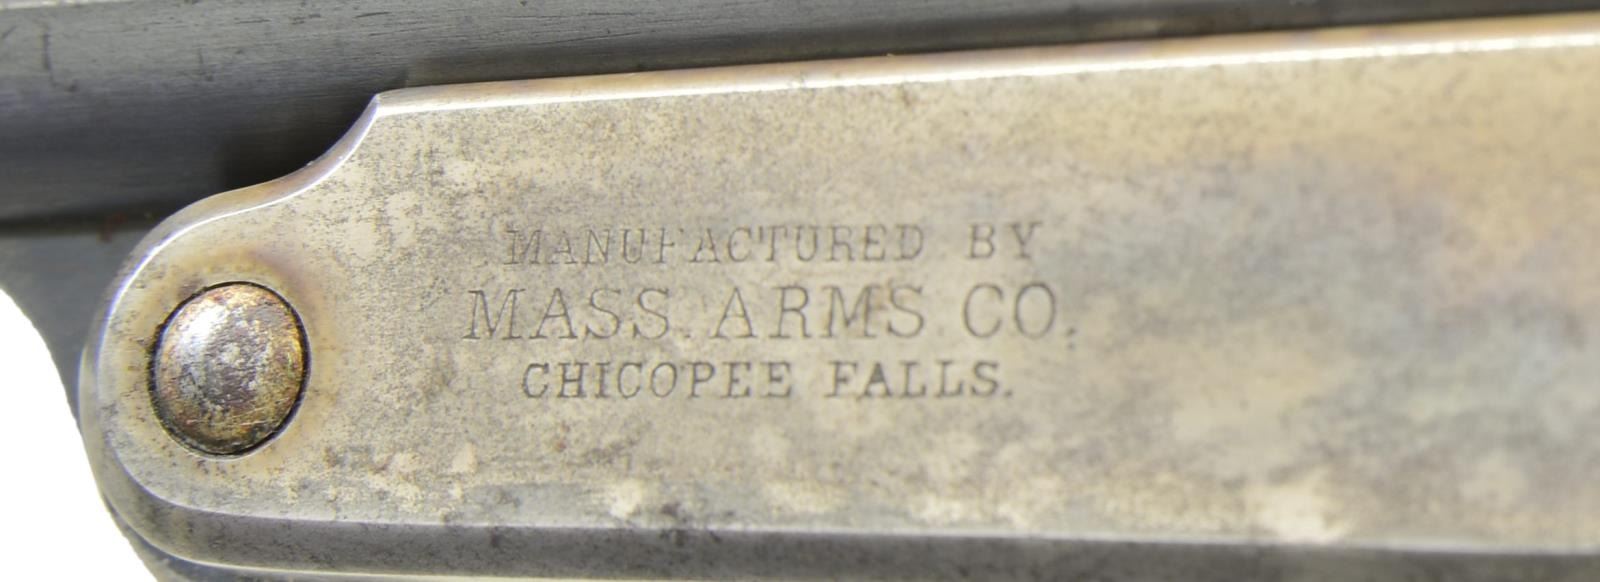 MANUFACTURED BY
MASS. ARMS CO.
CHICOPEE FALLS.